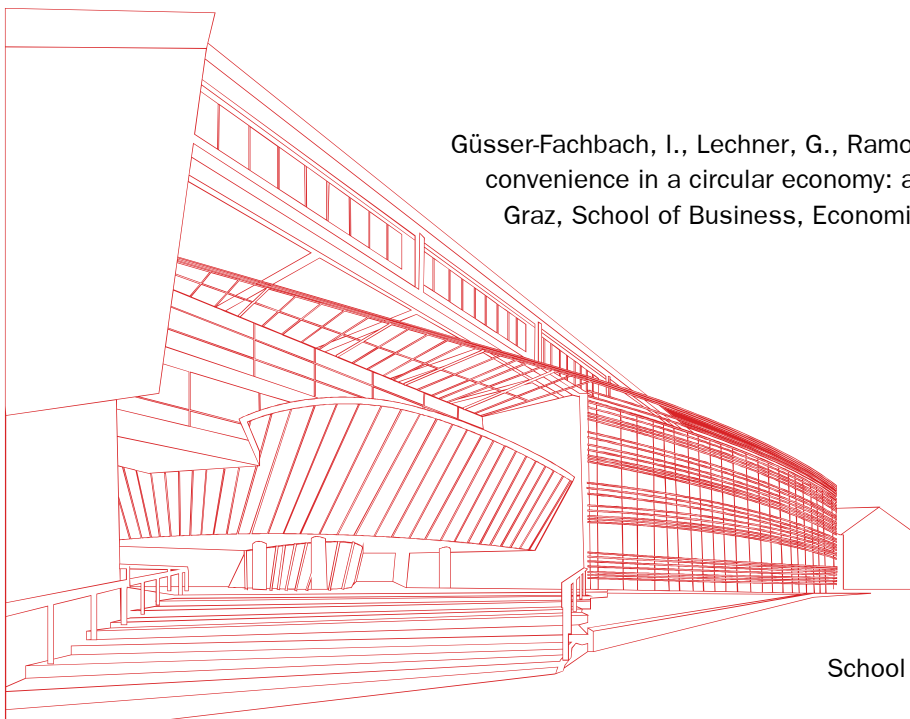 Güsser-Fachbach, I., Lechner, G., Ramo
convenience in a circular economy: a
Graz, School of Business, Economi
School